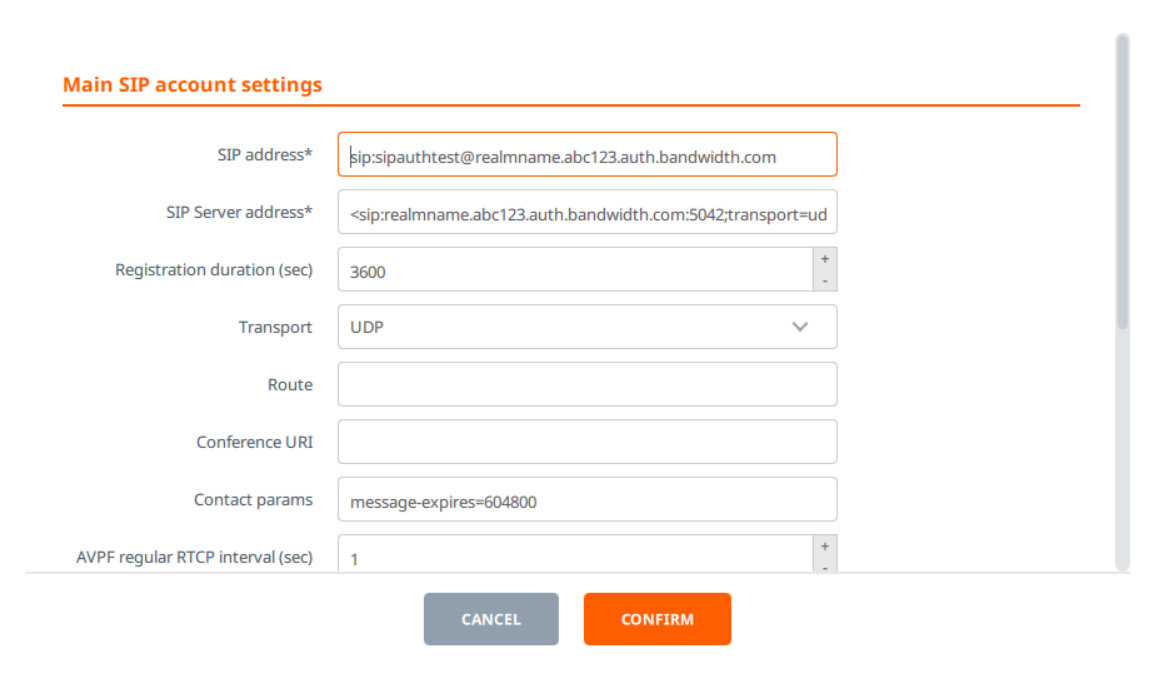 Main SIP account settings
SIP address* sip:sipauthtest@realmname.abc123.auth.bandwidth.com
SIP Server address* <sip:realmname.abc123.auth.bandwidth.com:5042;transport=ud
Registration duration (sec) 3600 + -
Transport UDP
Route
Conference URI
Contact params message-expires=604800
AVPF regular RTCP interval (sec) 1 + -
CANCEL CONFIRM